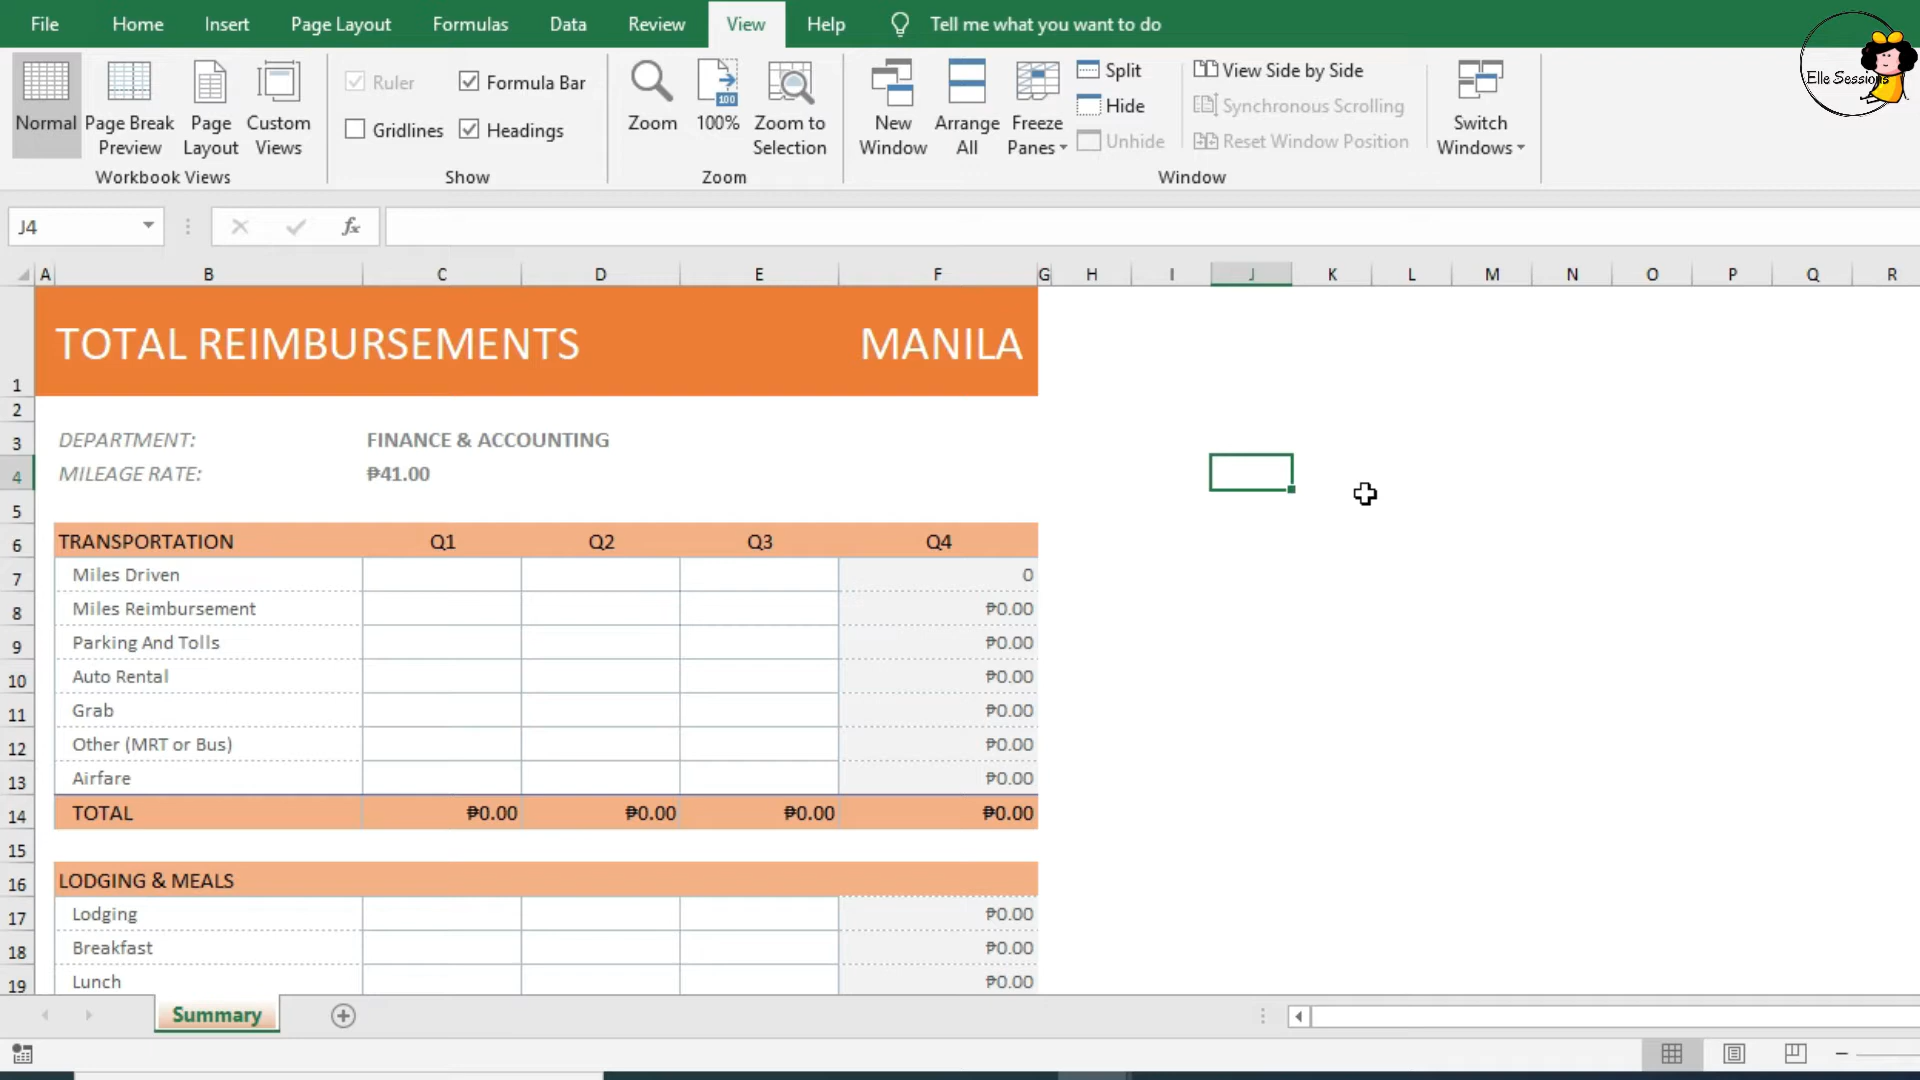 File Home Insert Page Layout Formulas Data Review View Help Tell me what you want to do
Elle Sessions
Normal Page Break Preview Page Layout Custom Views
Workbook Views
Ruler Formula Bar
Gridlines Headings
Show
Zoom 100% Zoom to Selection
Zoom
New Window Arrange All Freeze Panes
Split View Side by Side
Hide Synchronous Scrolling
Unhide Reset Window Position
Window
Switch Windows
J4 fx
A B C D E F G H I J K L M N O P Q R
1 TOTAL REIMBURSEMENTS MANILA
2
3 DEPARTMENT: FINANCE & ACCOUNTING
4 MILEAGE RATE: ₱41.00
5
6 TRANSPORTATION Q1 Q2 Q3 Q4
7 Miles Driven 0
8 Miles Reimbursement ₱0.00
9 Parking And Tolls ₱0.00
10 Auto Rental ₱0.00
11 Grab ₱0.00
12 Other (MRT or Bus) ₱0.00
13 Airfare ₱0.00
14 TOTAL ₱0.00 ₱0.00 ₱0.00 ₱0.00
15
16 LODGING & MEALS
17 Lodging ₱0.00
18 Breakfast ₱0.00
19 Lunch ₱0.00
Summary